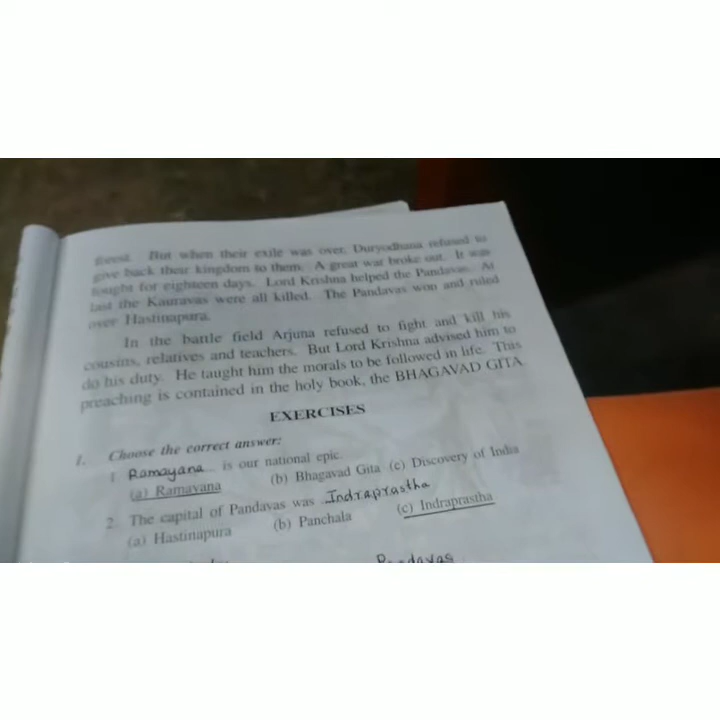 forest. But when their exile was over, Duryodhana refused to
give back their kingdom to them. A great war broke out. It was
fought for eighteen days. Lord Krishna helped the Pandavas. At
last the Kauravas were all killed. The Pandavas won and ruled
over Hastinapura.
In the battle field Arjuna refused to fight and kill his
cousins, relatives and teachers. But Lord Krishna advised him to
do his duty. He taught him the morals to be followed in life. This
preaching is contained in the holy book, the BHAGAVAD GITA
EXERCISES
I. Choose the correct answer:
1 Ramayana is our national epic.
(a) Ramayana (b) Bhagavad Gita (c) Discovery of India
2. The capital of Pandavas was Indraprastha
(a) Hastinapura (b) Panchala (c) Indraprastha
Pandavas